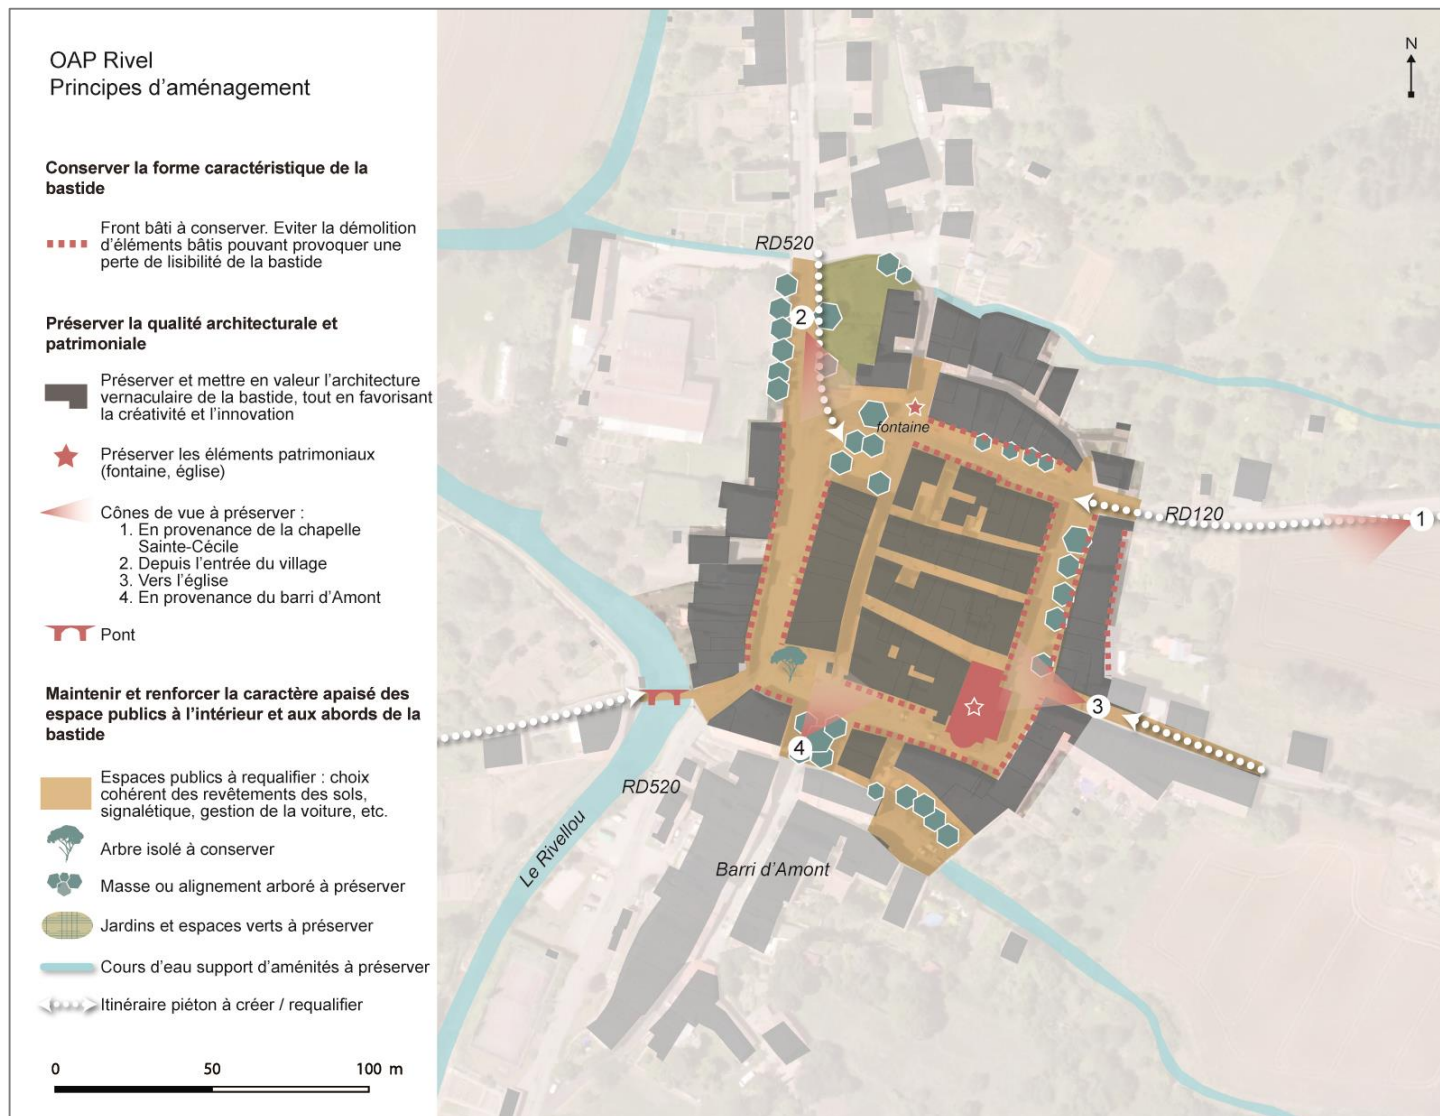 OAP Rivel
Principes d'aménagement
Conserver la forme caractéristique de la
bastide
Front bâti à conserver. Eviter la démolition
d'éléments bâtis pouvant provoquer une
perte de lisibilité de la bastide
Préserver la qualité architecturale et
patrimoniale
Préserver et mettre en valeur l'architecture
vernaculaire de la bastide, tout en favorisant
la créativité et l'innovation
Préserver les éléments patrimoniaux
(fontaine, église)
Cônes de vue à préserver :
1. En provenance de la chapelle
Sainte-Cécile
2. Depuis l'entrée du village
3. Vers l'église
4. En provenance du barri d'Amont
Pont
Maintenir et renforcer la caractère apaisé des
espace publics à l'intérieur et aux abords de la
bastide
Espaces publics à requalifier : choix
cohérent des revêtements des sols,
signalétique, gestion de la voiture, etc.
Arbre isolé à conserver
Masse ou alignement arboré à préserver
Jardins et espaces verts à préserver
Cours d'eau support d'aménités à préserver
Itinéraire piéton à créer / requalifier
0 50 100 m
N
RD520
2
fontaine
RD120
1
3
4
RD520
Le Rivellou
Barri d'Amont